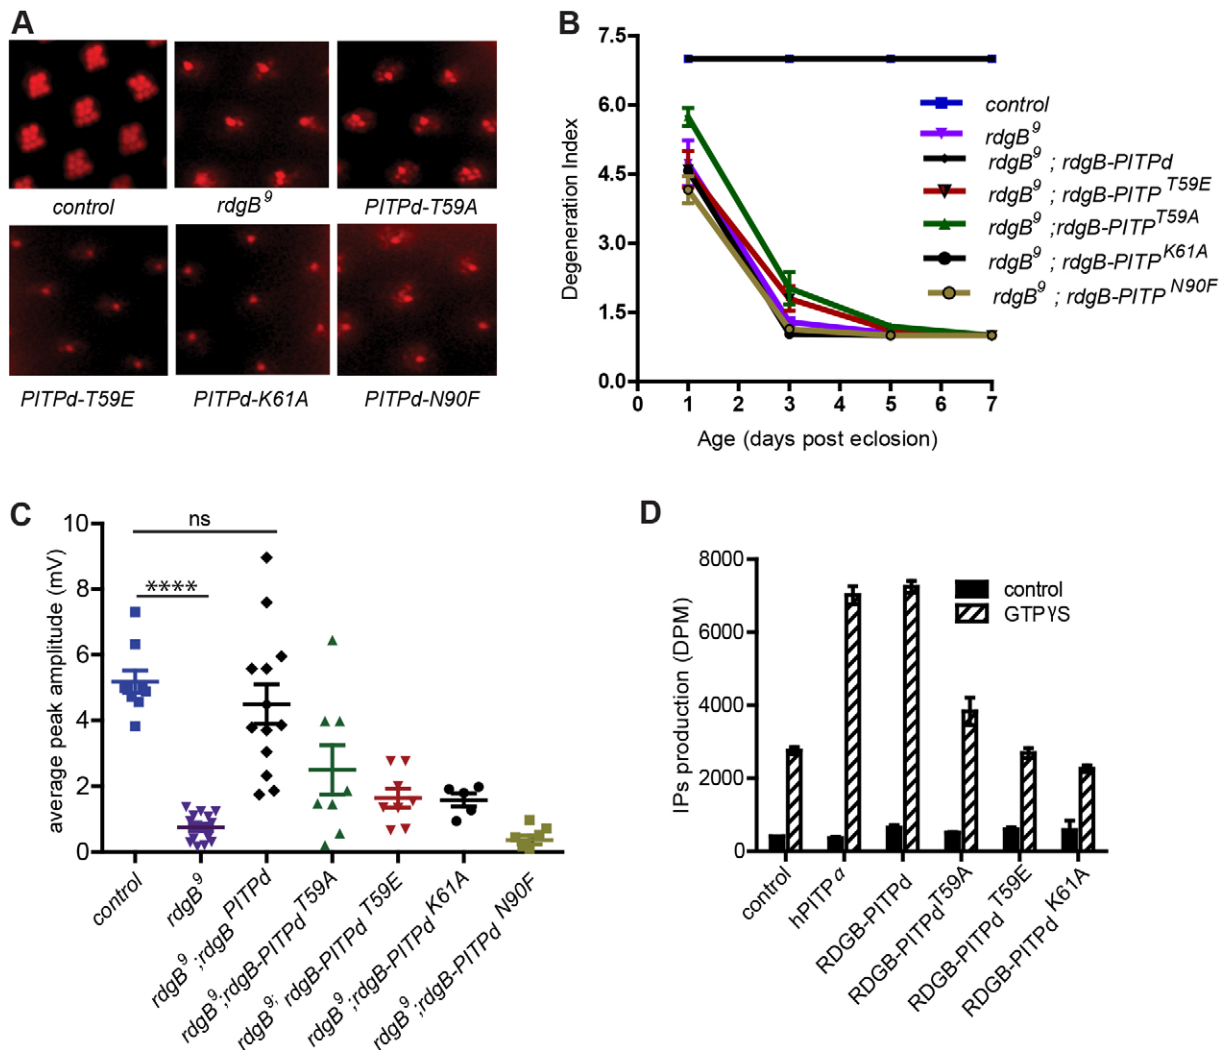 A
control
rdgB9
PITPd-T59A
PITPd-T59E
PITPd-K61A
PITPd-N90F
B
7.5
6.0
4.5
3.0
1.5
0.0
Degeneration Index
0 1 2 3 4 5 6 7
Age (days post eclosion)
control
rdgB9
rdgB9 ; rdgB-PITPd
rdgB9 ; rdgB-PITP T59E
rdgB9 ;rdgB-PITP T59A
rdgB9 ; rdgB-PITP K61A
rdgB9 ; rdgB-PITP N90F
C
ns
****
10
8
6
4
2
0
average peak amplitude (mV)
control
rdgB9
rdgB9 ;rdgB PITPd
rdgB9;rdgB-PITPd T59A
rdgB9; rdgB-PITPd T59E
rdgB9;rdgB-PITPd K61A
rdgB9;rdgB-PITPd N90F
D
8000
6000
4000
2000
0
IPs production (DPM)
control
GTPγS
control
hPITPα
RDGB-PITPd
RDGB-PITPd T59A
RDGB-PITPd T59E
RDGB-PITPd K61A